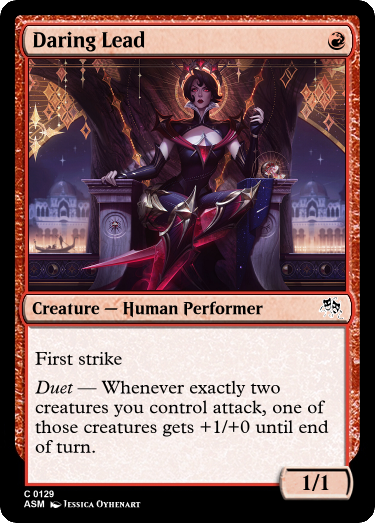 Daring Lead
Creature — Human Performer
First strike
Duet — Whenever exactly two
creatures you control attack, one of
those creatures gets +1/+0 until end
of turn.
1/1
C 0129
ASM Jessica Oyhenart